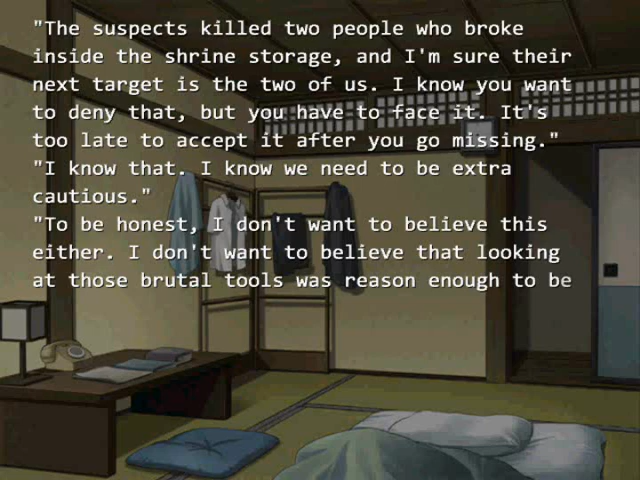 "The suspects killed two people who broke
inside the shrine storage, and I'm sure their
next target is the two of us. I know you want
to deny that, but you have to face it. It's
too late to accept it after you go missing."
"I know that. I know we need to be extra
cautious."
"To be honest, I don't want to believe this
either. I don't want to believe that looking
at those brutal tools was reason enough to be